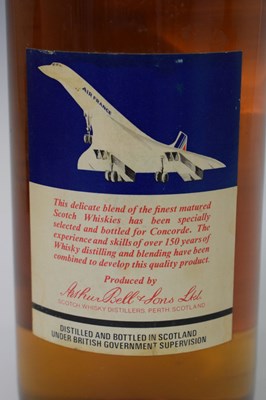 AIR FRANCE
This delicate blend of the finest matured
Scotch Whiskies has been specially
selected and bottled for Concorde. The
experience and skills of over 150 years of
Whisky distilling and blending have been
combined to develop this quality product.
Produced by
Arthur Bell & Sons Ltd.
SCOTCH WHISKY DISTILLERS, PERTH, SCOTLAND
DISTILLED AND BOTTLED IN SCOTLAND
UNDER BRITISH GOVERNMENT SUPERVISION